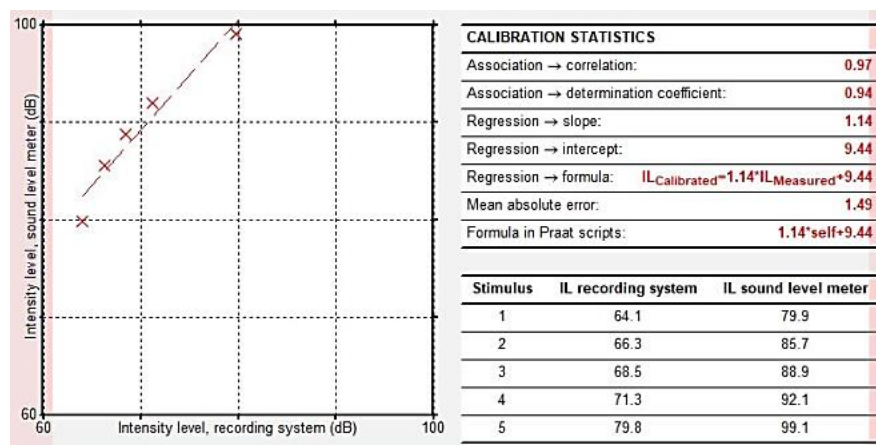 100
Intensity level, sound level meter (dB)
60
60
Intensity level, recording system (dB)
100
CALIBRATION STATISTICS
Association → correlation: 0.97
Association → determination coefficient: 0.94
Regression → slope: 1.14
Regression → intercept: 9.44
Regression → formula: ILCalibrated=1.14*ILMeasured+9.44
Mean absolute error: 1.49
Formula in Praat scripts: 1.14*self+9.44
Stimulus IL recording system IL sound level meter
1 64.1 79.9
2 66.3 85.7
3 68.5 88.9
4 71.3 92.1
5 79.8 99.1